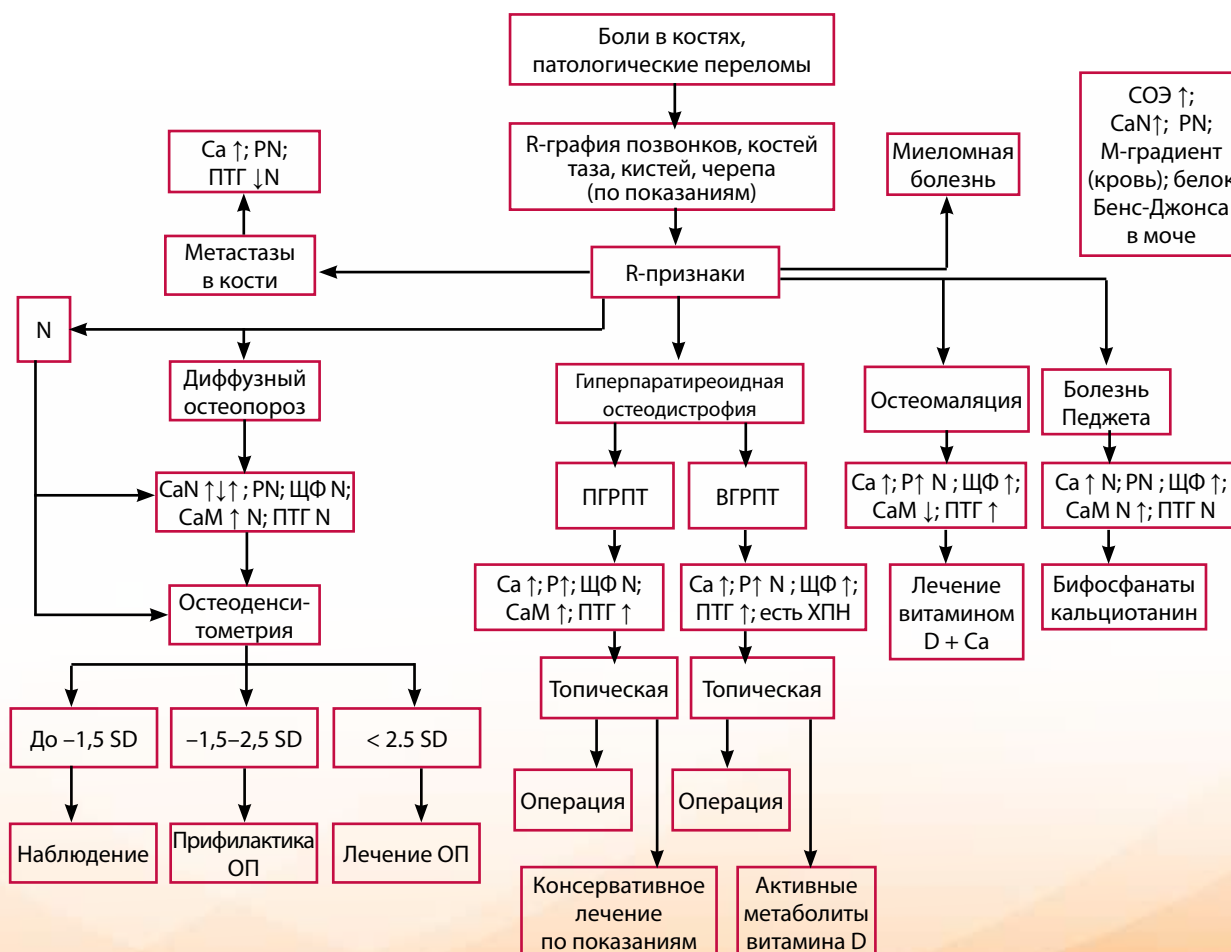 Боли в костях,
патологические переломы
СОЭ ↑;
CaN↑; PN;
М-градиент
(кровь); белок
Бенс-Джонса
в моче
R-графия позвонков, костей
таза, кистей, черепа
(по показаниям)
Миеломная
болезнь
Ca ↑; PN;
ПТГ ↓N
Метастазы
в кости
R-признаки
N
Диффузный
остеопороз
Гиперпаратиреоидная
остеодистрофия
Остеомаляция
Болезнь
Педжета
CaN ↑↓↑ ; PN; ЩФ N;
CaM ↑ N; ПТГ N
ПГРПТ
ВГРПТ
Ca ↑; P↑ N ; ЩФ ↑;
CaM ↓; ПТГ ↑
Ca ↑ N; PN ; ЩФ ↑;
CaM N ↑; ПТГ N
Ca ↑; P↑; ЩФ N;
CaM ↑; ПТГ ↑
Ca ↑; P↑ N ; ЩФ ↑;
ПТГ ↑; есть ХПН
Лечение
витамином
D + Ca
Бифосфанаты
кальциотанин
Остеоденси-
тометрия
Топическая
Топическая
До –1,5 SD
–1,5–2,5 SD
< 2.5 SD
Операция
Операция
Наблюдение
Прифилактика
ОП
Лечение ОП
Консервативное
лечение
по показаниям
Активные
метаболиты
витамина D